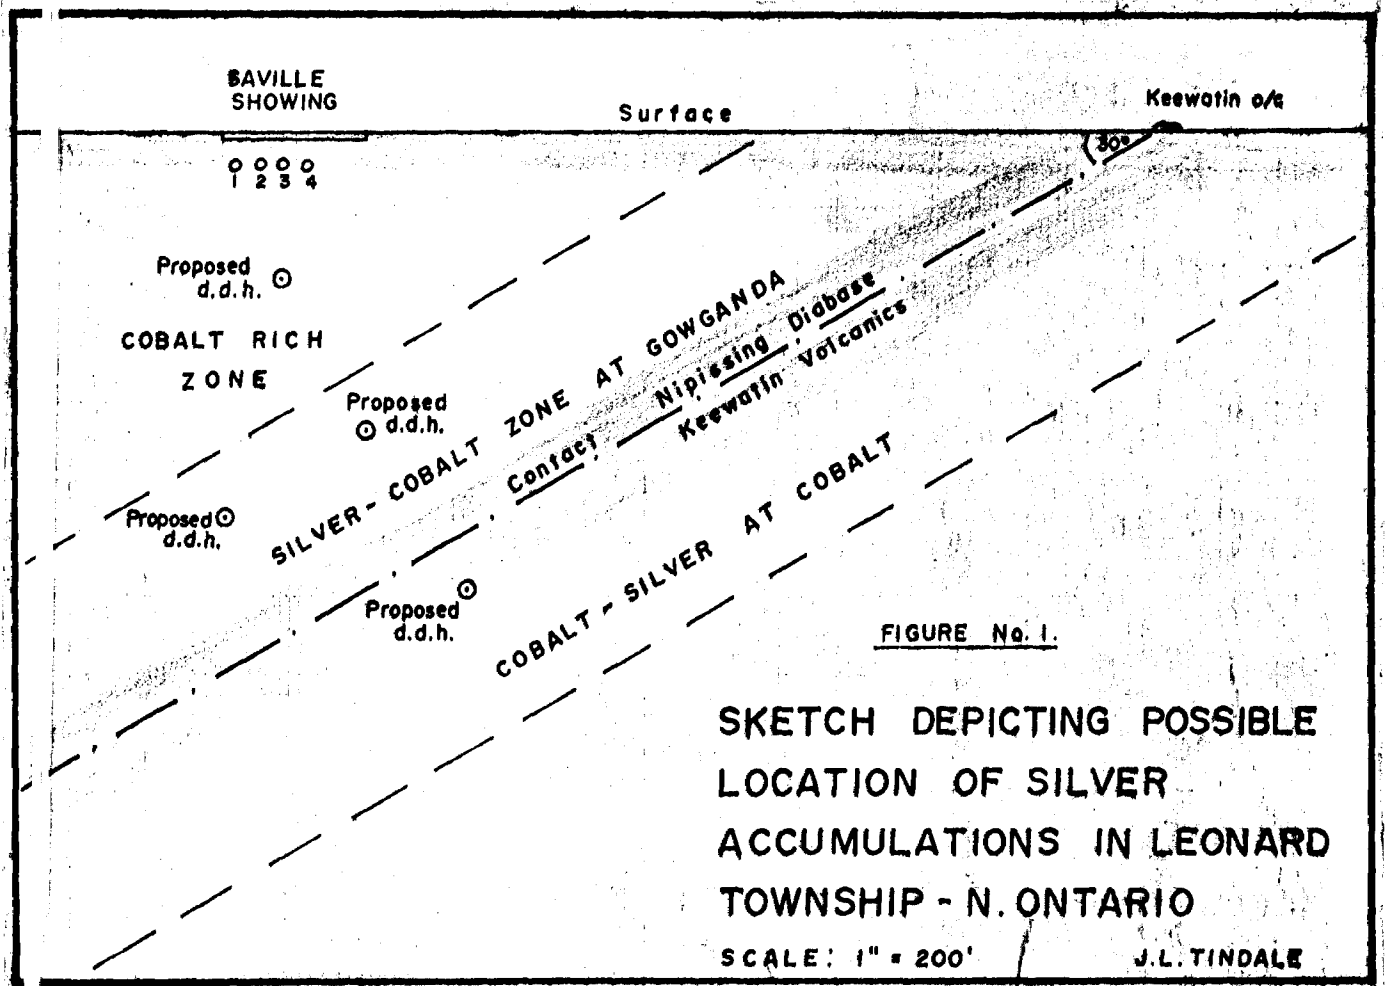 SAVILLE
SHOWING
Surface
Keewatin o/c
30°
1 2 3 4
Proposed
d.d.h.
COBALT RICH
ZONE
Proposed
d.d.h.
Proposed
d.d.h.
Proposed
d.d.h.
SILVER - COBALT ZONE AT GOWGANDA
Contact Nipissing Diabase
Keewatin Volcanics
COBALT - SILVER AT COBALT
FIGURE No. 1.
SKETCH DEPICTING POSSIBLE
LOCATION OF SILVER
ACCUMULATIONS IN LEONARD
TOWNSHIP - N. ONTARIO
SCALE: 1" = 200'
J.L. TINDALE